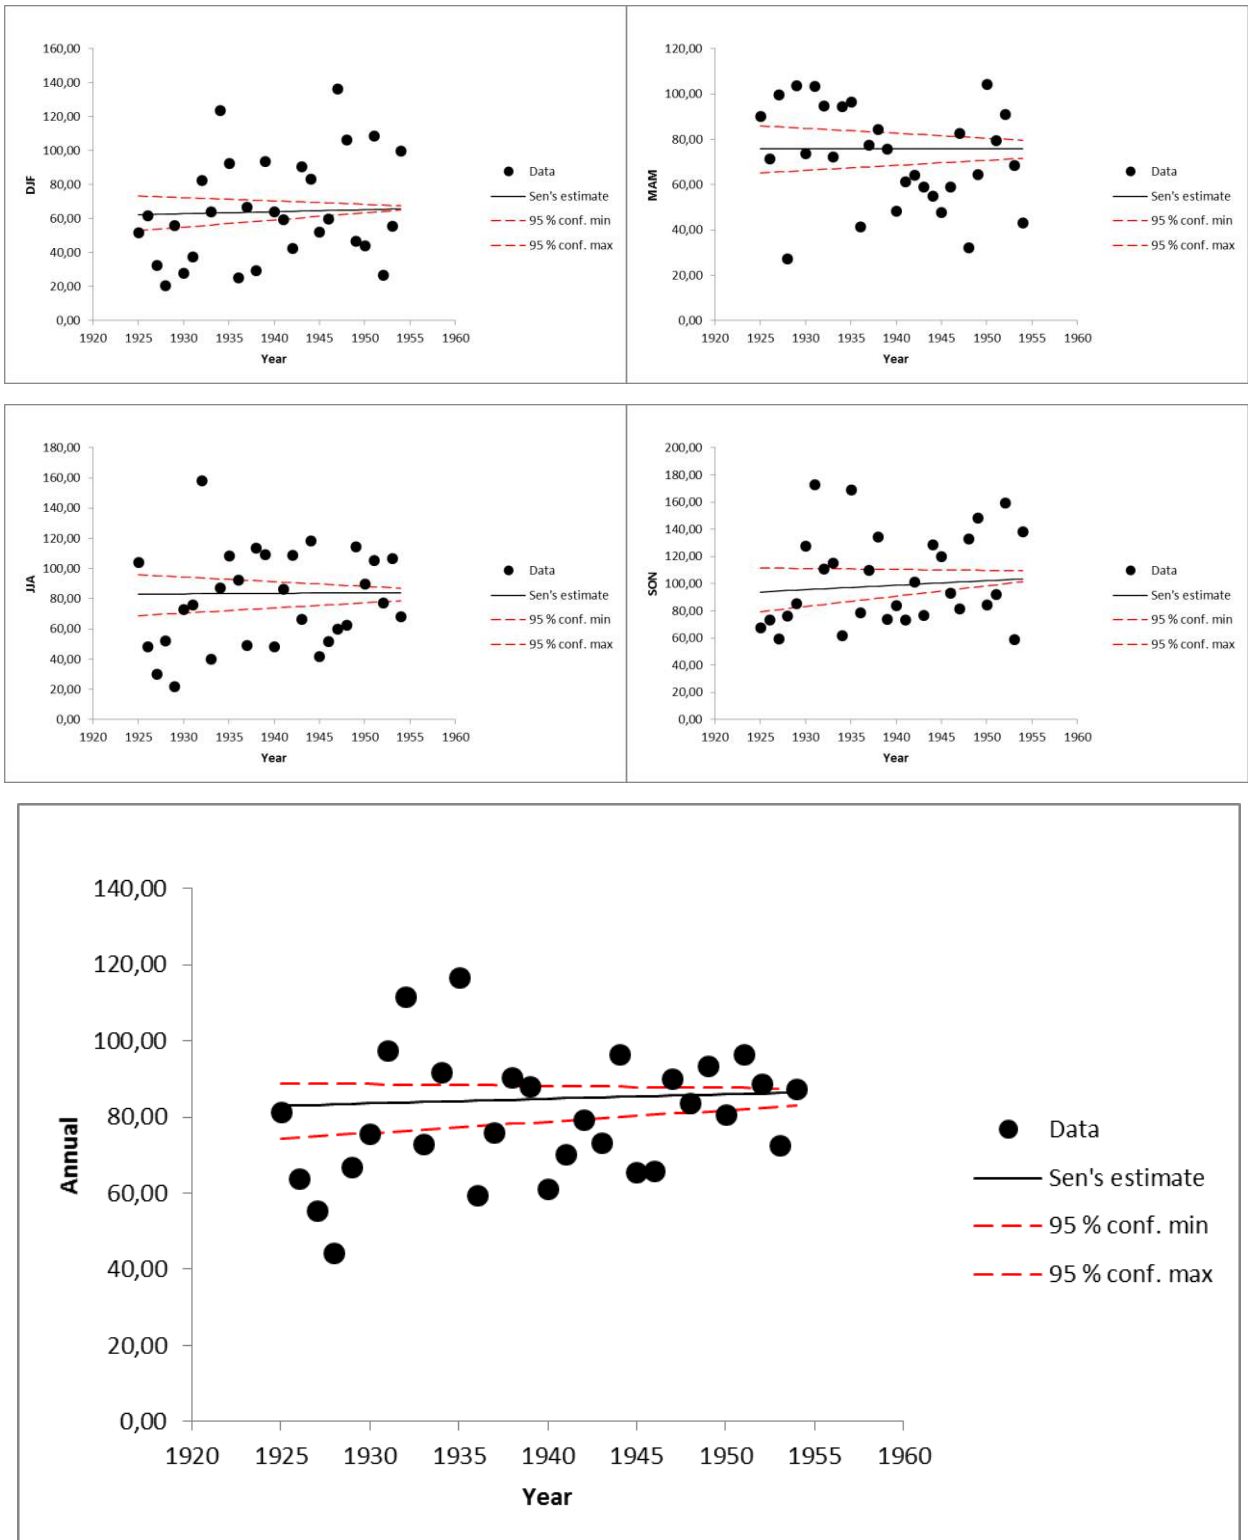 160,00
140,00
120,00
100,00
80,00
60,00
40,00
20,00
0,00
DJF
1920 1925 1930 1935 1940 1945 1950 1955 1960
Year
Data
Sen's estimate
95 % conf. min
95 % conf. max
120,00
100,00
80,00
60,00
40,00
20,00
0,00
MAM
1920 1925 1930 1935 1940 1945 1950 1955 1960
Year
Data
Sen's estimate
95 % conf. min
95 % conf. max
180,00
160,00
140,00
120,00
100,00
80,00
60,00
40,00
20,00
0,00
JJA
1920 1925 1930 1935 1940 1945 1950 1955 1960
Year
Data
Sen's estimate
95 % conf. min
95 % conf. max
200,00
180,00
160,00
140,00
120,00
100,00
80,00
60,00
40,00
20,00
0,00
SON
1920 1925 1930 1935 1940 1945 1950 1955 1960
Year
Data
Sen's estimate
95 % conf. min
95 % conf. max
140,00
120,00
100,00
80,00
60,00
40,00
20,00
0,00
Annual
1920 1925 1930 1935 1940 1945 1950 1955 1960
Year
Data
Sen's estimate
95 % conf. min
95 % conf. max